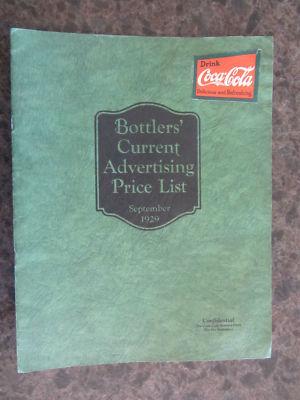 Drink
Coca-Cola
Delicious and Refreshing
Bottlers'
Current
Advertising
Price List
September
1929
Confidential